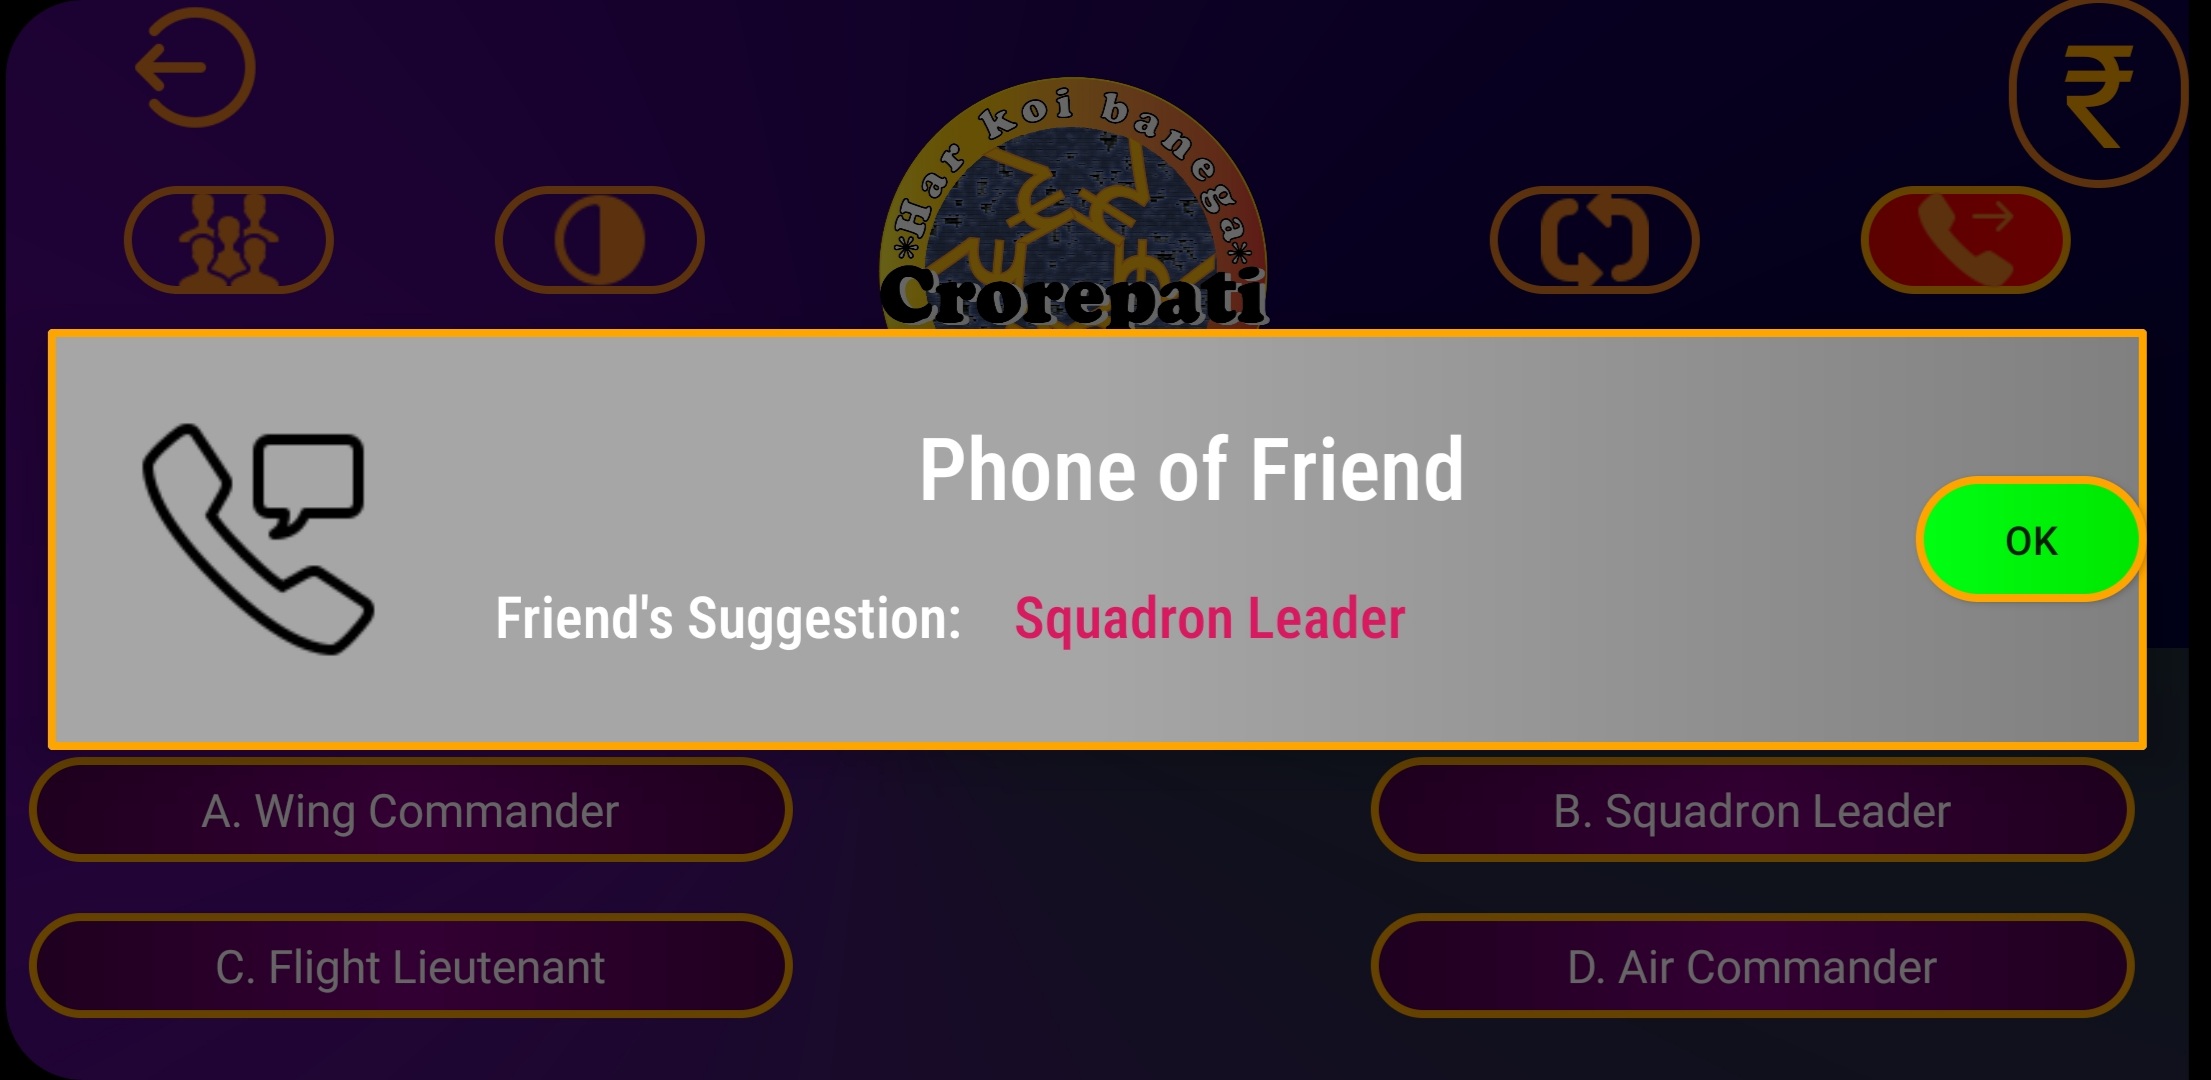 ₹
*Har koi banega*
Crorepati
Phone of Friend
OK
Friend's Suggestion: Squadron Leader
A. Wing Commander
B. Squadron Leader
C. Flight Lieutenant
D. Air Commander